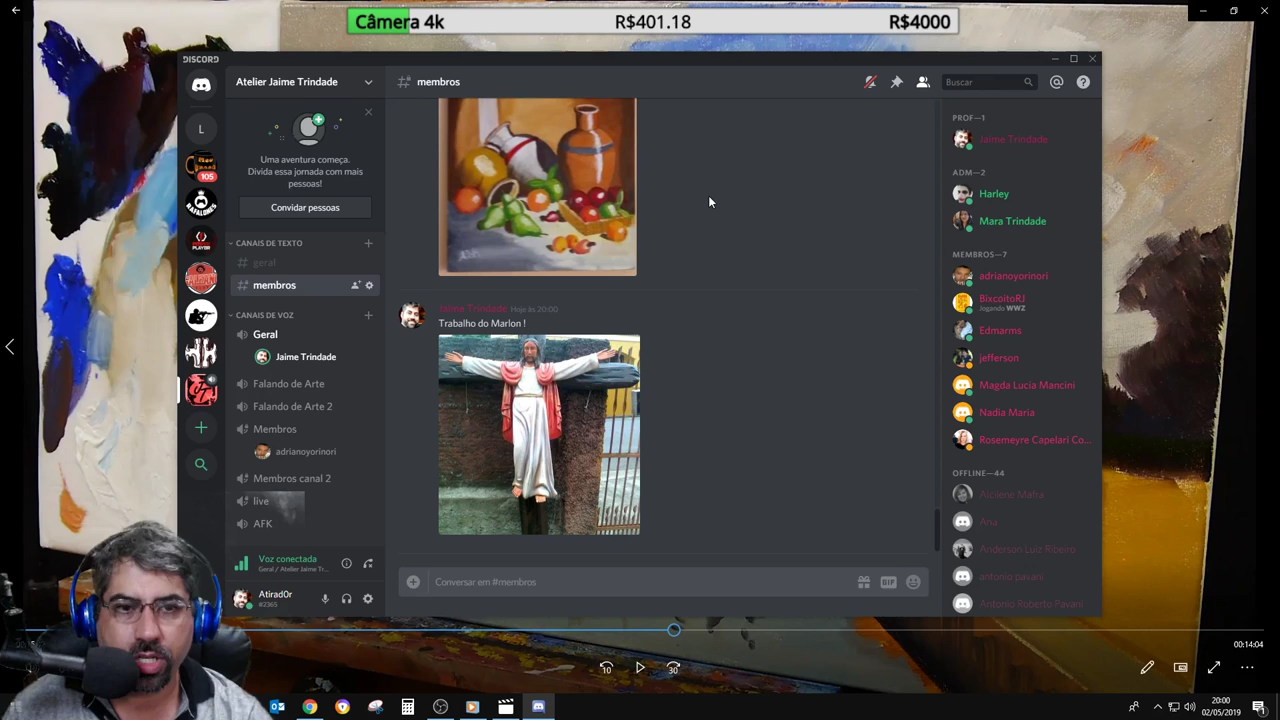 Câmera 4k
R$401.18
R$4000
DISCORD
Atelier Jaime Trindade
membros
Buscar
L
105
Uma aventura começa.
Divida essa jornada com mais
pessoas!
Convidar pessoas
CANAIS DE TEXTO
geral
membros
CANAIS DE VOZ
Geral
Jaime Trindade
Falando de Arte
Falando de Arte 2
Membros
adrianoyorinori
Membros canal 2
live
AFK
Voz conectada
Geral / Atelier Jaime Tr...
Atirad0r
#2365
Jaime Trindade Hoje às 20:00
Trabalho do Marlon !
Conversar em #membros
GIF
PROF—1
Jaime Trindade
ADM—2
Harley
Mara Trindade
MEMBROS—7
adrianoyorinori
BixcoitoRJ
Jogando WWZ
Edmarms
jefferson
Magda Lucia Mancini
Nadia Maria
Rosemeyre Capelari Co...
OFFLINE—44
Ana
Anderson Luiz Ribeiro
antonio pavani
Antonio Roberto Pavani
00:14:04
10
30
20:00
02/05/2019